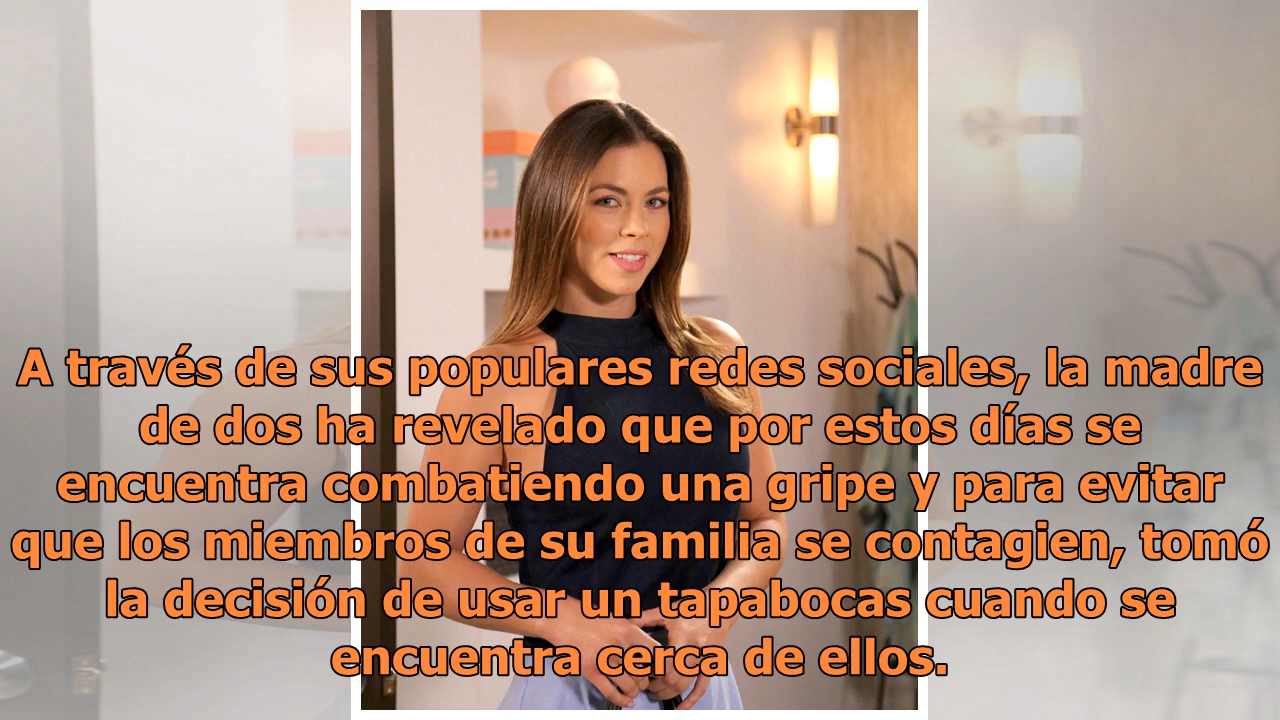 A través de sus populares redes sociales, la madre
de dos ha revelado que por estos días se
encuentra combatiendo una gripe y para evitar
que los miembros de su familia se contagien, tomó
la decisión de usar un tapabocas cuando se
encuentra cerca de ellos.